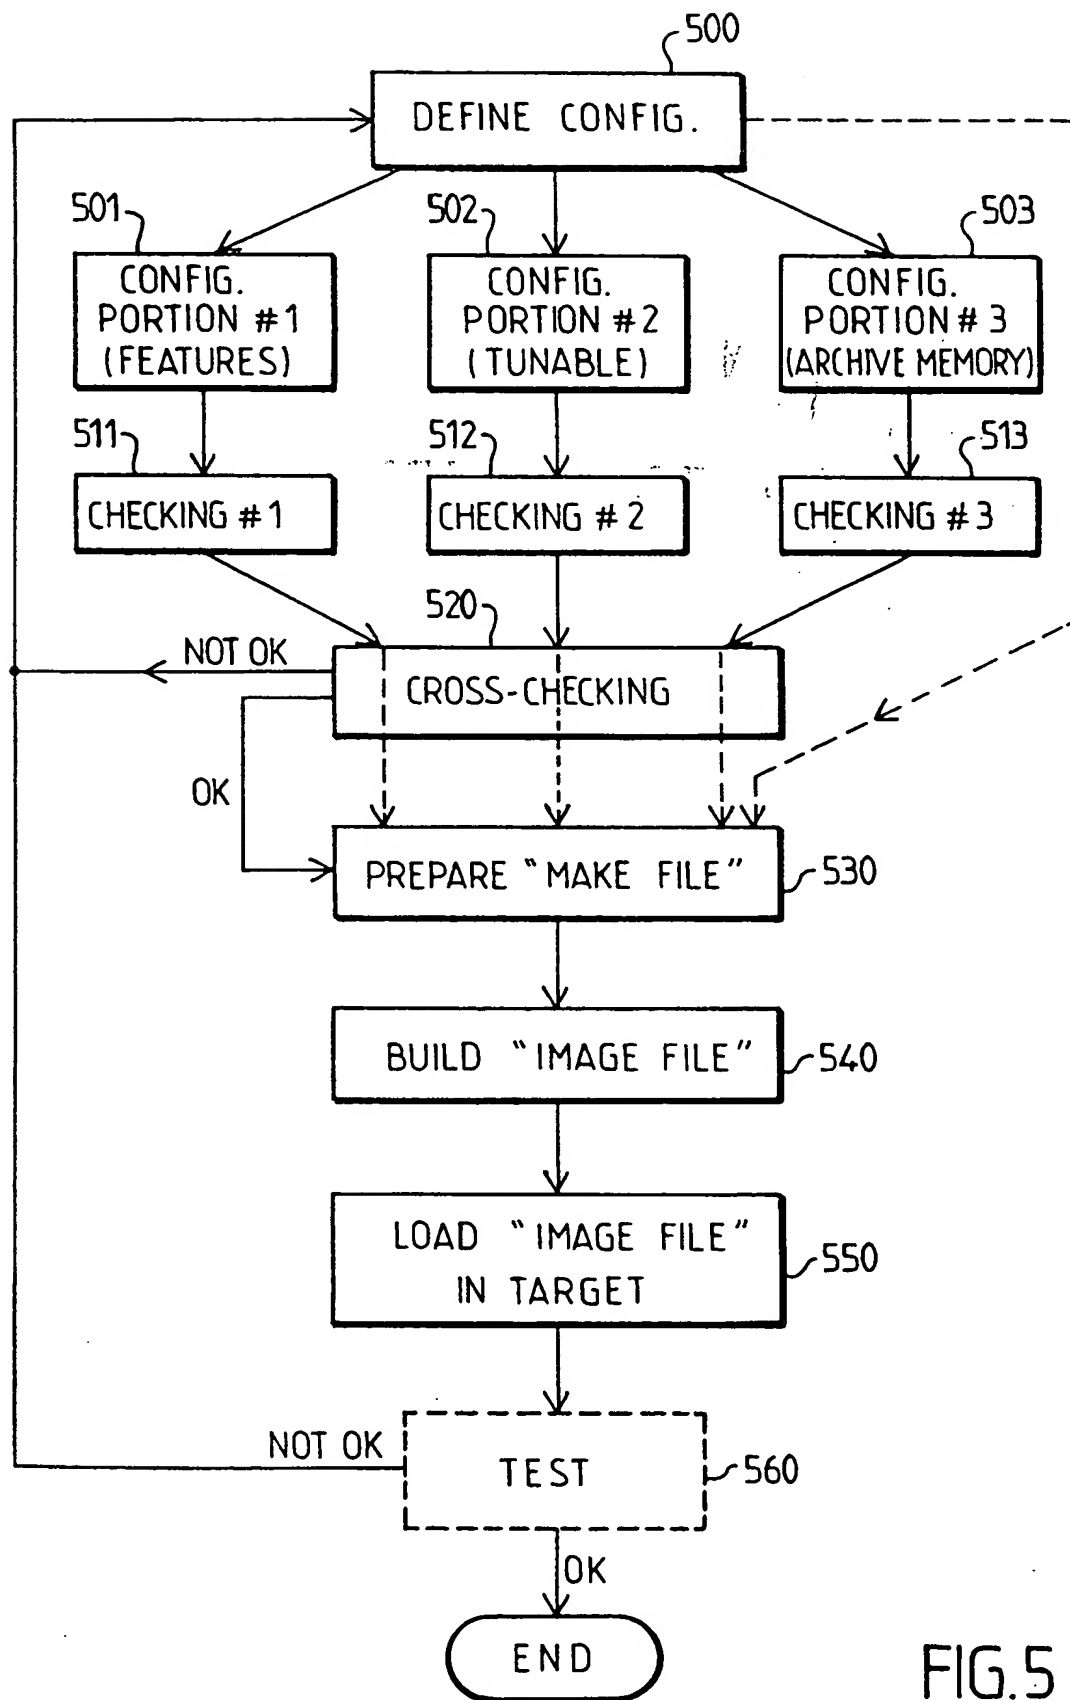 500
DEFINE CONFIG.
501
502
503
CONFIG.
PORTION #1
(FEATURES)
CONFIG.
PORTION #2
(TUNABLE)
CONFIG.
PORTION #3
(ARCHIVE MEMORY)
511
512
513
CHECKING #1
CHECKING #2
CHECKING #3
520
NOT OK
CROSS-CHECKING
OK
PREPARE "MAKE FILE"
530
BUILD "IMAGE FILE"
540
LOAD "IMAGE FILE"
IN TARGET
550
NOT OK
TEST
560
OK
END
FIG.5